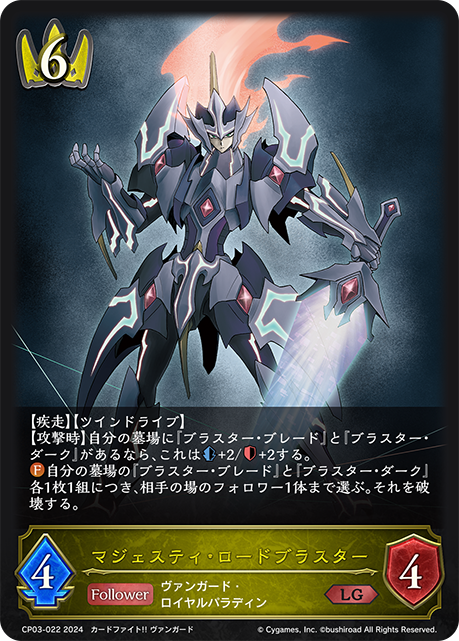 6
【疾走】【ツインドライブ】
【攻撃時】自分の墓場に『ブラスター・ブレード』と『ブラスター・
ダーク』があるなら、これは+2/+2する。
F自分の墓場の『ブラスター・ブレード』と『ブラスター・ダーク』
各1枚1組につき、相手の場のフォロワー1体まで選ぶ。それを破
壊する。
マジェスティ・ロードブラスター
4
Follower
ヴァンガード・
ロイヤルパラディン
LG
4
CP03-022 2024 カードファイト!! ヴァンガード
© Cygames, Inc. ©bushiroad All Rights Reserved.